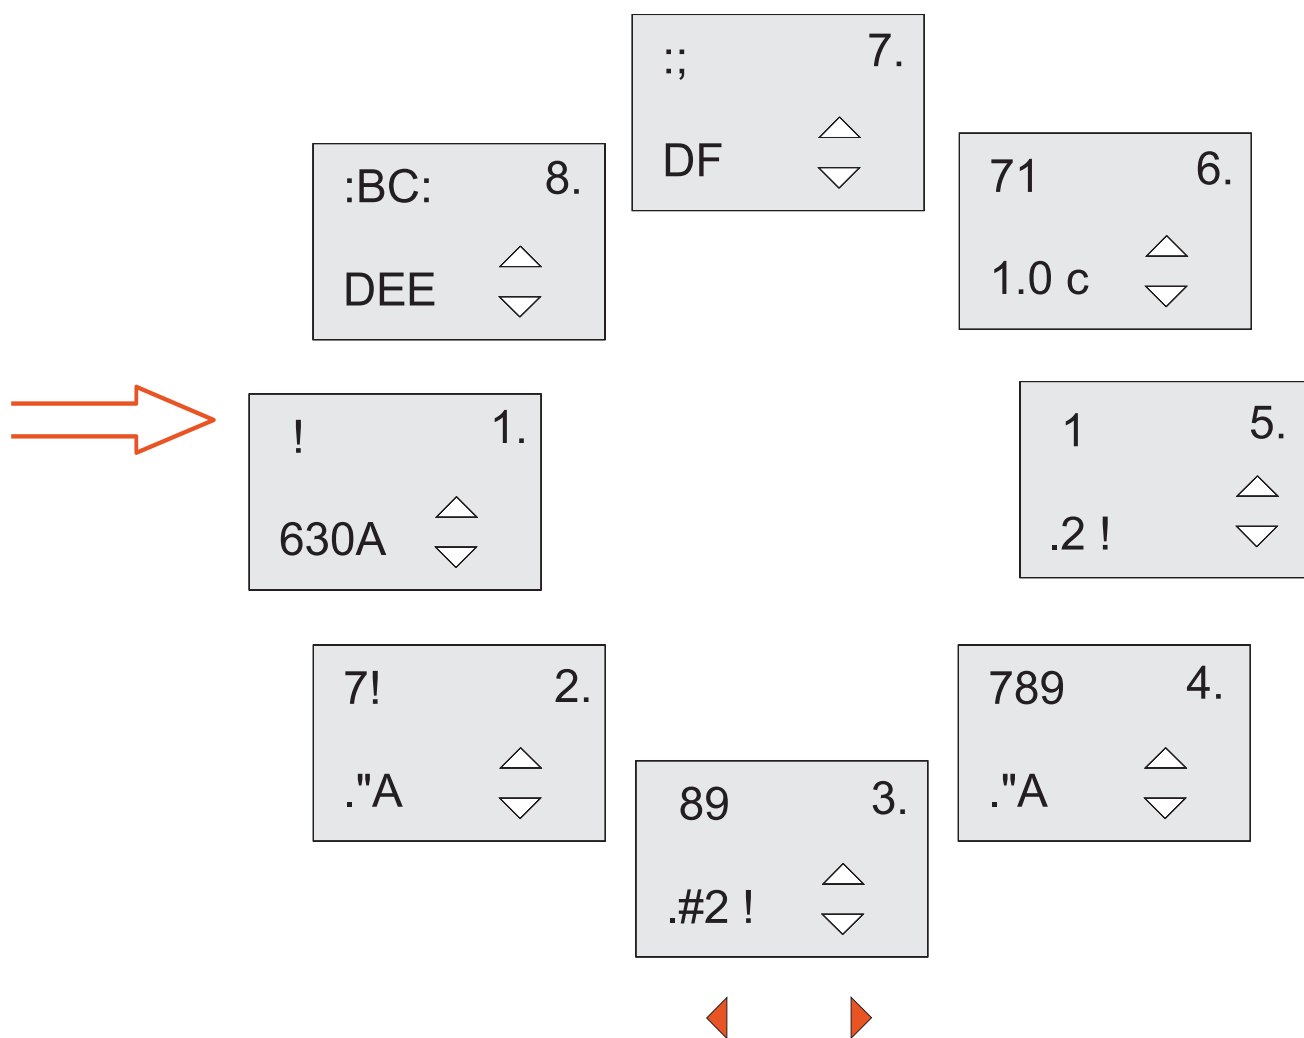 :; 7.
DF
:BC: 8.
DEE
71 6.
1.0 c
! 1.
630A
1 5.
.2 !
7! 2.
."A
789 4.
."A
89 3.
.#2 !